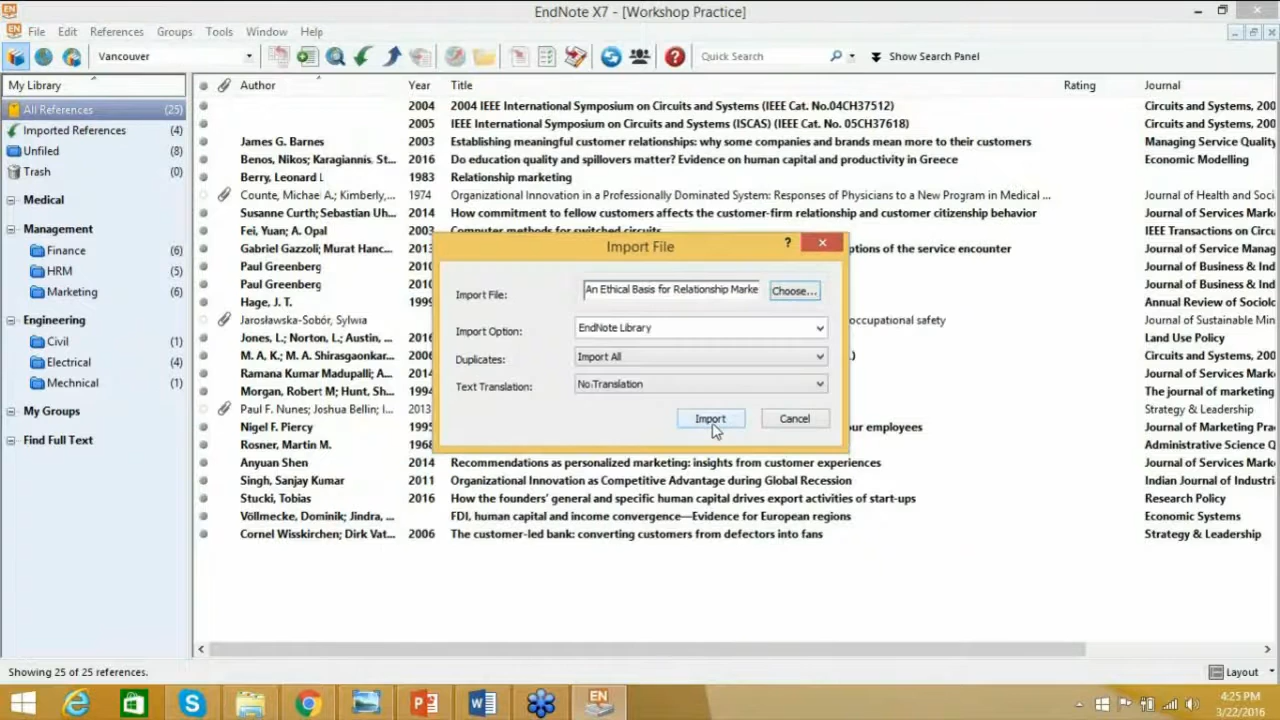 EndNote X7 - [Workshop Practice]
EN File Edit References Groups Tools Window Help
Vancouver Quick Search Show Search Panel
My Library Author Year Title Rating Journal
All References (25) 2004 2004 IEEE International Symposium on Circuits and Systems (IEEE Cat. No.04CH37512) Circuits and Systems, 200
Imported References (4) 2005 IEEE International Symposium on Circuits and Systems (ISCAS) (IEEE Cat. No. 05CH37618) Circuits and Systems, 200
James G. Barnes 2003 Establishing meaningful customer relationships: why some companies and brands mean more to their customers Managing Service Quality
Unfiled (8) Benos, Nikos; Karagiannis, St... 2016 Do education quality and spillovers matter? Evidence on human capital and productivity in Greece Economic Modelling
Trash (0) Berry, Leonard L 1983 Relationship marketing
Medical Counte, Michael A.; Kimberly,... 1974 Organizational Innovation in a Professionally Dominated System: Responses of Physicians to a New Program in Medical ... Journal of Health and Soci
Susanne Curth; Sebastian Uh... 2014 How commitment to fellow customers affects the customer-firm relationship and customer citizenship behavior Journal of Services Mark
Management Fei, Yuan; A. Opal 2003 Computer methods for switched circuits IEEE Transactions on Circu
Finance (6) Gabriel Gazzoli; Murat Hanc... 2013 ptions of the service encounter Journal of Service Manag
HRM (5) Paul Greenberg 2010 Journal of Business & Ind
Marketing (6) Paul Greenberg 2010 Journal of Business & Ind
Hage, J. T. 1999 Annual Review of Sociolo
Engineering Jarosławska-Sobór, Sylwia occupational safety Journal of Sustainable Min
Civil (1) Jones, L.; Norton, L.; Austin, ... 2016 Land Use Policy
Electrical (4) M. A, K.; M. A. Shirasgaonkar... 2006 .) Circuits and Systems, 200
Ramana Kumar Madupalli; A... Journal of Services Mark
Mechnical (1) Morgan, Robert M; Hunt, Sh... 1994 The journal of marketing
My Groups Paul F. Nunes; Joshua Bellin; I... 2013 Strategy & Leadership
Nigel F. Piercy 1995 our employees Journal of Marketing Pra
Find Full Text Rosner, Martin M. 1968 Administrative Science Q
Anyuan Shen 2014 Recommendations as personalized marketing: insights from customer experiences Journal of Services Mark
Singh, Sanjay Kumar 2011 Organizational Innovation as Competitive Advantage during Global Recession Indian Journal of Industri
Stucki, Tobias 2016 How the founders' general and specific human capital drives export activities of start-ups Research Policy
Völlmecke, Dominik; Jindra, ... 2016 FDI, human capital and income convergence—Evidence for European regions Economic Systems
Cornel Wisskirchen; Dirk Vat... 2006 The customer-led bank: converting customers from defectors into fans Strategy & Leadership
Import File ?
Import File: An Ethical Basis for Relationship Marke Choose...
Import Option: EndNote Library
Duplicates: Import All
Text Translation: No Translation
Import Cancel
Showing 25 of 25 references. Layout
EN 4:25 PM
3/22/2016